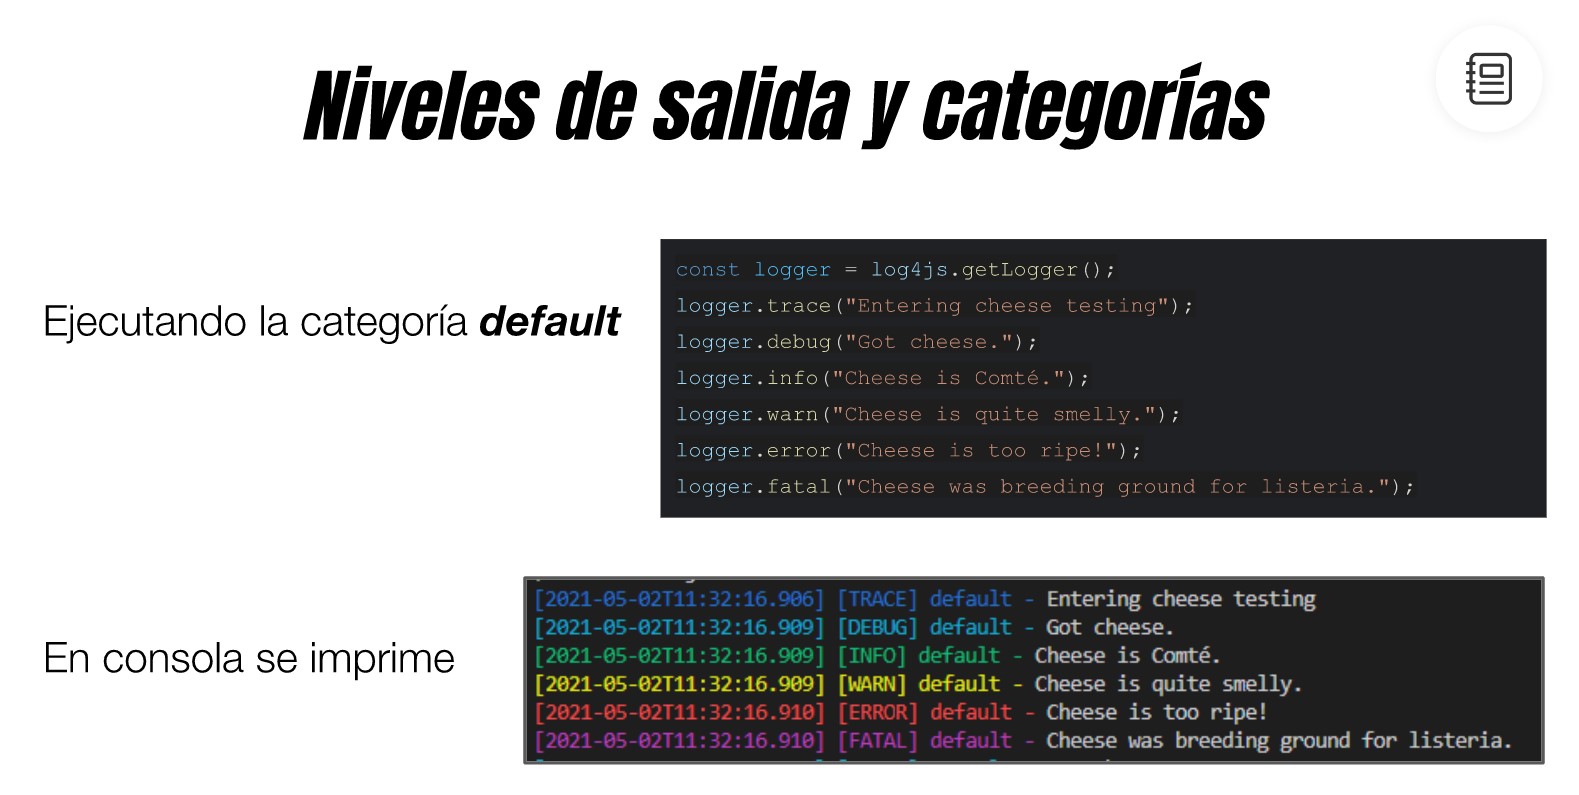 Niveles de salida y categorías
Ejecutando la categoría default
const logger = log4js.getLogger();
logger.trace("Entering cheese testing");
logger.debug("Got cheese.");
logger.info("Cheese is Comté.");
logger.warn("Cheese is quite smelly.");
logger.error("Cheese is too ripe!");
logger.fatal("Cheese was breeding ground for listeria.");
En consola se imprime
[2021-05-02T11:32:16.906] [TRACE] default - Entering cheese testing
[2021-05-02T11:32:16.909] [DEBUG] default - Got cheese.
[2021-05-02T11:32:16.909] [INFO] default - Cheese is Comté.
[2021-05-02T11:32:16.909] [WARN] default - Cheese is quite smelly.
[2021-05-02T11:32:16.910] [ERROR] default - Cheese is too ripe!
[2021-05-02T11:32:16.910] [FATAL] default - Cheese was breeding ground for listeria.